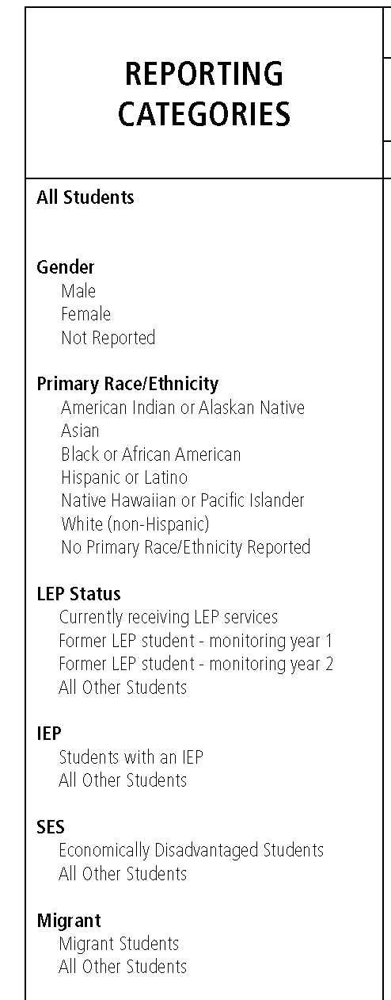 REPORTING
CATEGORIES
All Students
Gender
Male
Female
Not Reported
Primary Race/Ethnicity
American Indian or Alaskan Native
Asian
Black or African American
Hispanic or Latino
Native Hawaiian or Pacific Islander
White (non-Hispanic)
No Primary Race/Ethnicity Reported
LEP Status
Currently receiving LEP services
Former LEP student - monitoring year 1
Former LEP student - monitoring year 2
All Other Students
IEP
Students with an IEP
All Other Students
SES
Economically Disadvantaged Students
All Other Students
Migrant
Migrant Students
All Other Students